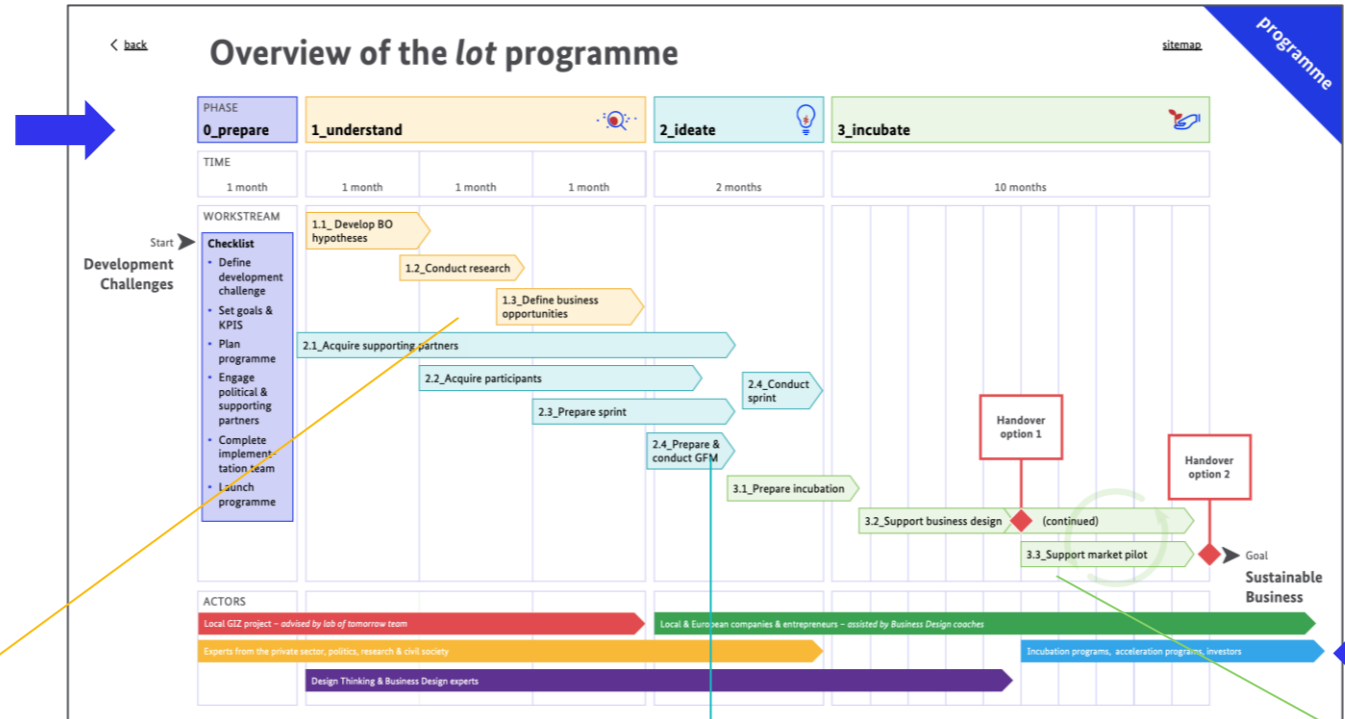 back
Overview of the lot programme
sitemap
programme
PHASE
0_prepare
1_understand
2_ideate
3_incubate
TIME
1 month
1 month
1 month
1 month
2 months
10 months
WORKSTREAM
Start
Development
Challenges
Checklist
• Define
development
challenge
• Set goals &
KPIS
• Plan
programme
• Engage
political &
supporting
partners
• Complete
implemen-
tation team
• Launch
programme
1.1_ Develop BO
hypotheses
1.2_Conduct research
1.3_Define business
opportunities
2.1_Acquire supporting partners
2.2_Acquire participants
2.3_Prepare sprint
2.4_Conduct
sprint
2.4_Prepare &
conduct GFM
3.1_Prepare incubation
3.2_Support business design
(continued)
3.3_Support market pilot
Handover
option 1
Handover
option 2
Goal
Sustainable
Business
ACTORS
Local GIZ project – advised by lab of tomorrow team
Local & European companies & entrepreneurs – assisted by Business Design coaches
Experts from the private sector, politics, research & civil society
Incubation programs, acceleration programs, investors
Design Thinking & Business Design experts